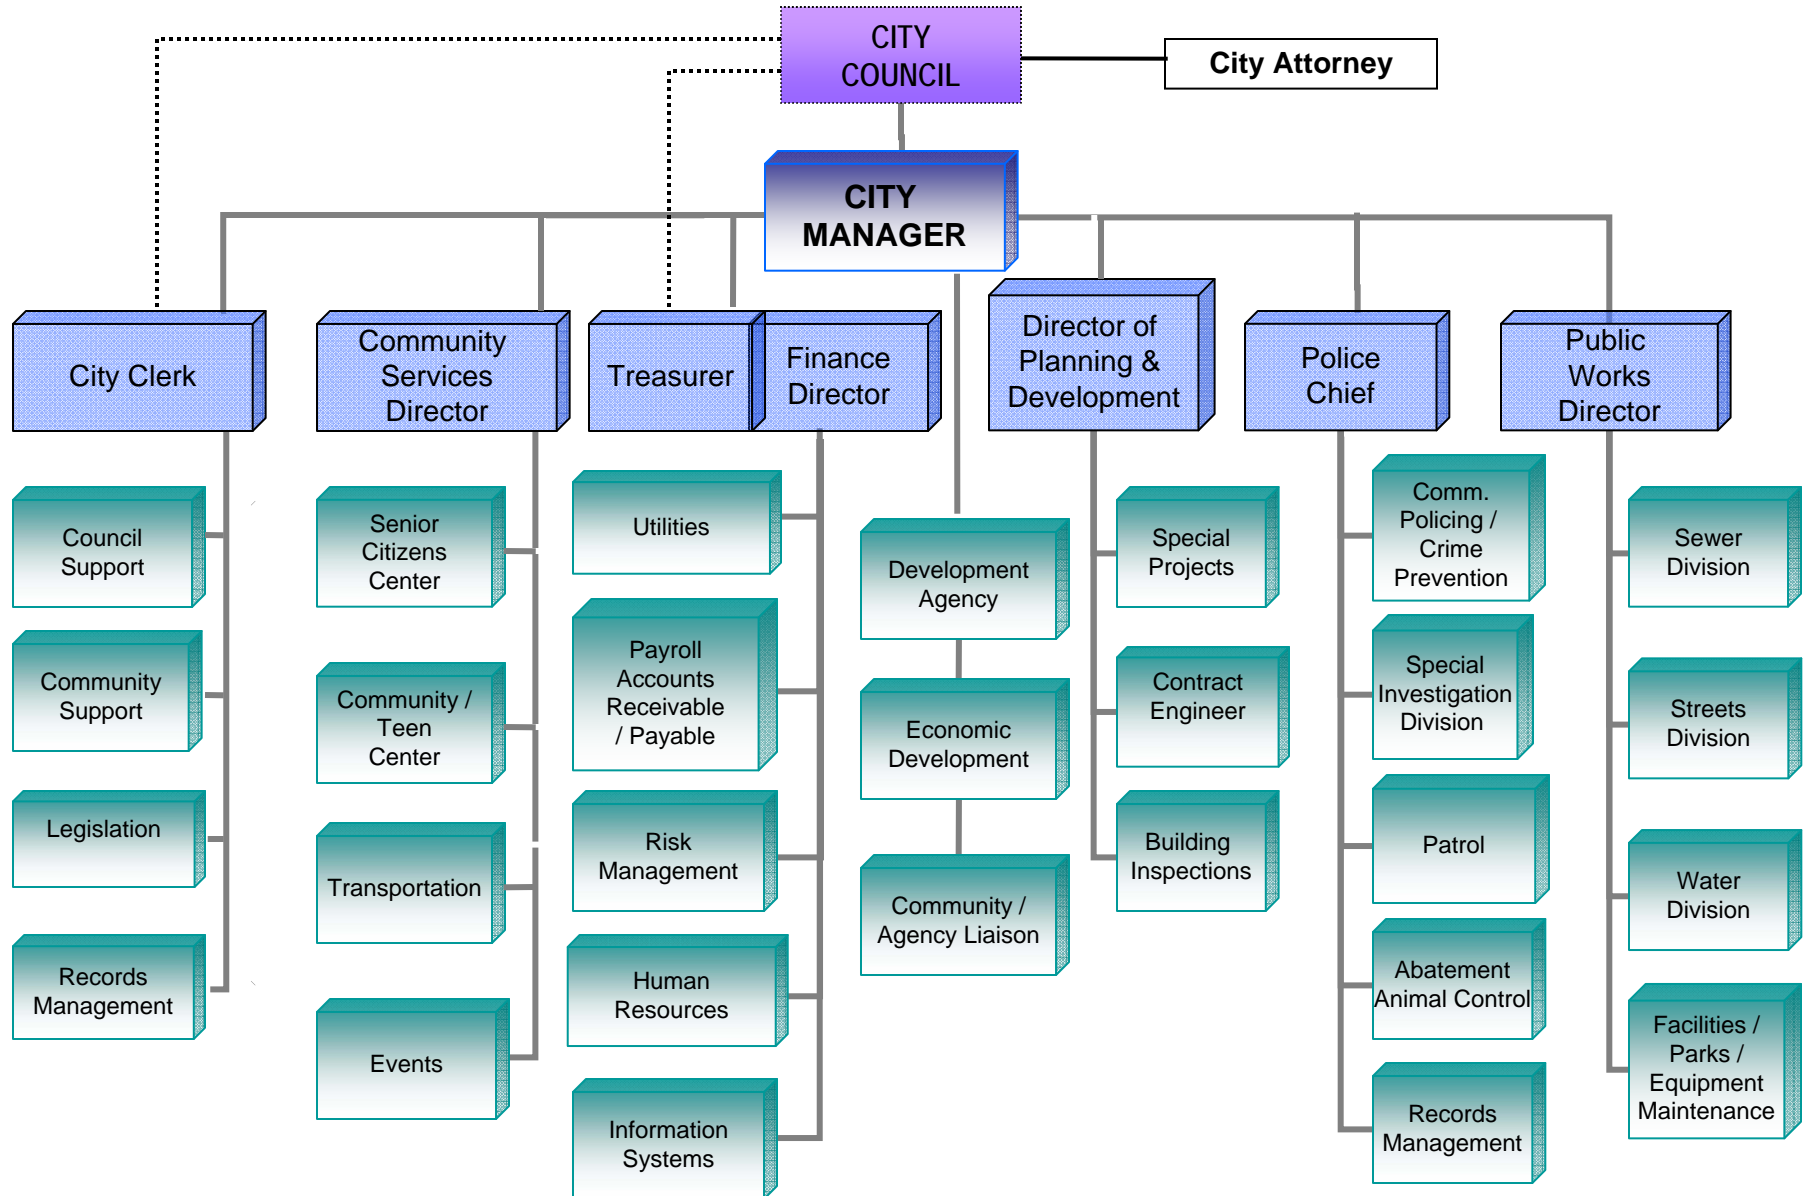 CITY
COUNCIL
City Attorney
CITY
MANAGER
City Clerk
Community
Services
Director
Treasurer
Finance
Director
Director of
Planning &
Development
Police
Chief
Public
Works
Director
Council
Support
Community
Support
Legislation
Records
Management
Senior
Citizens
Center
Community /
Teen
Center
Transportation
Events
Utilities
Payroll
Accounts
Receivable
/ Payable
Risk
Management
Human
Resources
Information
Systems
Development
Agency
Economic
Development
Community /
Agency Liaison
Special
Projects
Contract
Engineer
Building
Inspections
Comm.
Policing /
Crime
Prevention
Special
Investigation
Division
Patrol
Abatement
Animal Control
Records
Management
Sewer
Division
Streets
Division
Water
Division
Facilities /
Parks /
Equipment
Maintenance